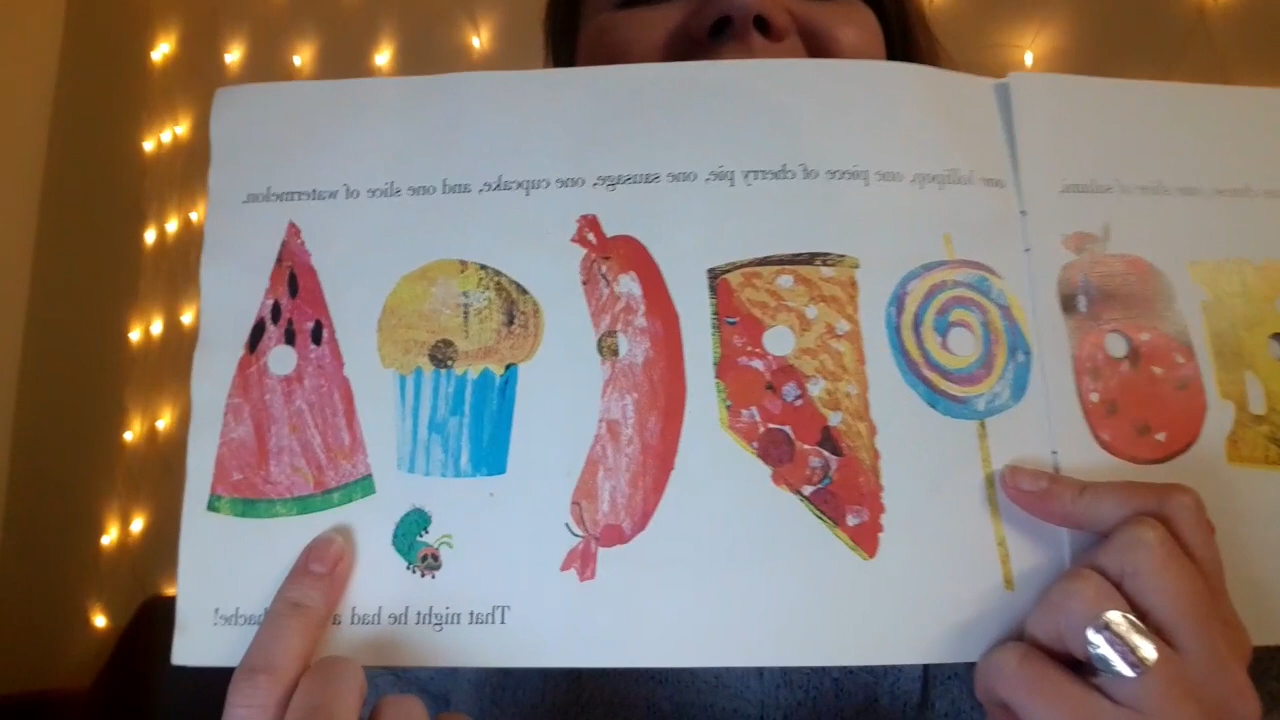 cheese, one slice of salami,
one lollipop, one piece of cherry pie, one sausage, one cupcake, and one slice of watermelon.
That night he had a